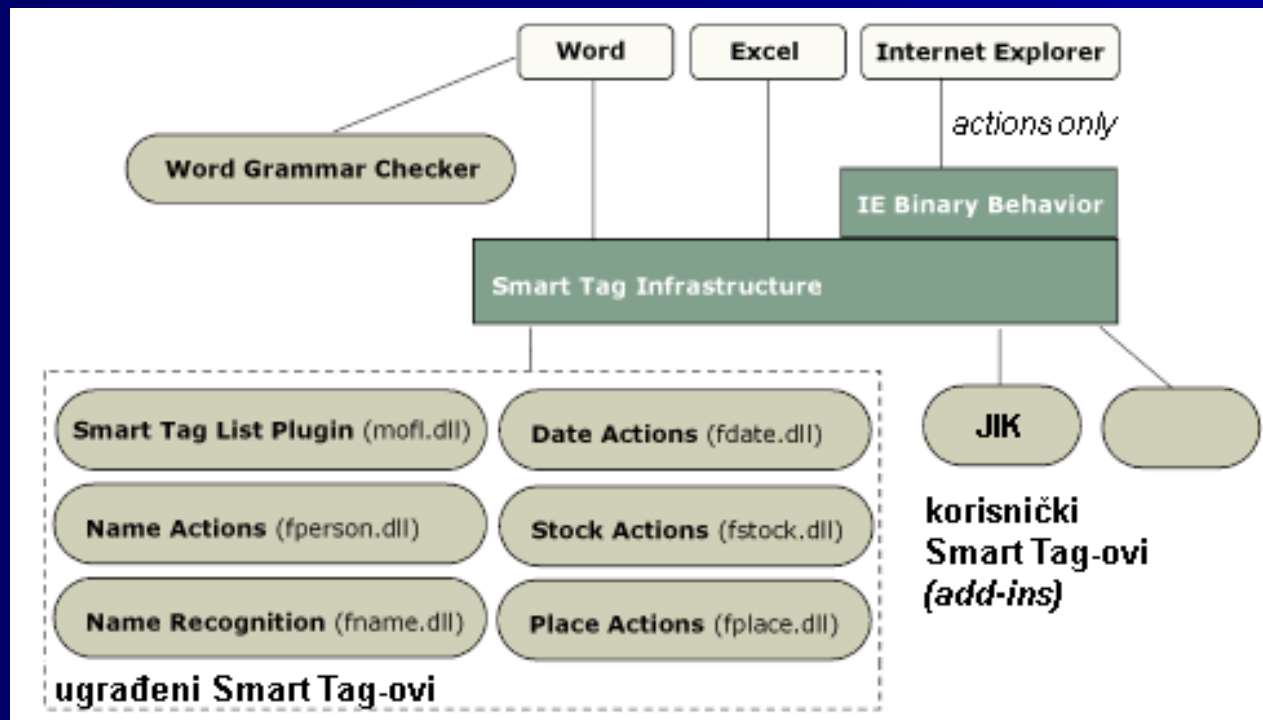 Word
Excel
Internet Explorer
actions only
Word Grammar Checker
IE Binary Behavior
Smart Tag Infrastructure
Smart Tag List Plugin (mofl.dll)
Date Actions (fdate.dll)
JIK
Name Actions (fperson.dll)
Stock Actions (fstock.dll)
korisnički
Smart Tag-ovi
(add-ins)
Name Recognition (fname.dll)
Place Actions (fplace.dll)
ugrađeni Smart Tag-ovi